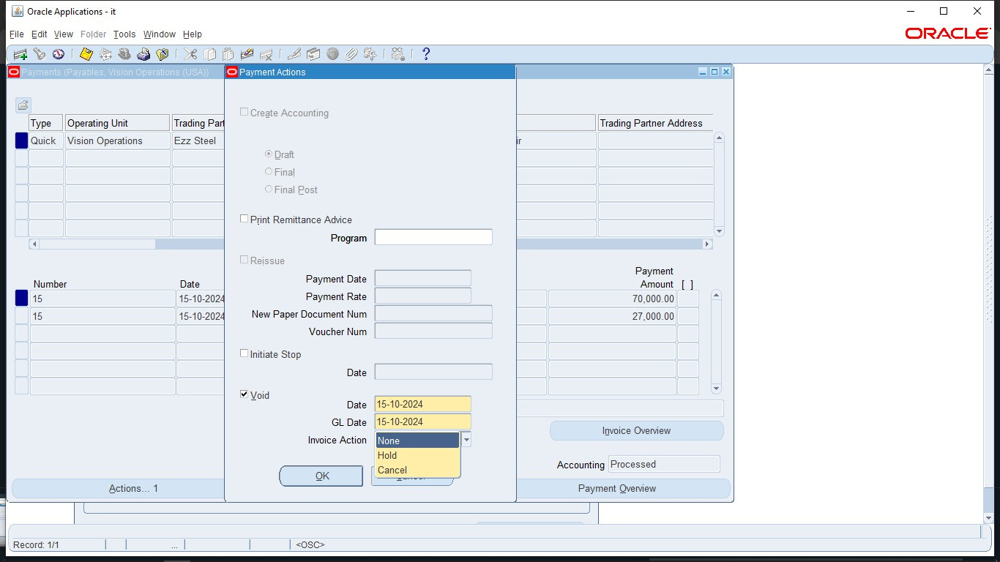 Oracle Applications - it
File Edit View Folder Tools Window Help
ORACLE
Payments (Payables, Vision Operations (USA))
Payment Actions
Create Accounting
Type Operating Unit Trading Part Trading Partner Address
Quick Vision Operations Ezz Steel ir
Draft
Final
Final Post
Print Remittance Advice
Program
Reissue
Payment Date
Payment Rate
New Paper Document Num
Voucher Num
Number Date Payment Amount [ ]
15 15-10-2024 70,000.00
15 15-10-2024 27,000.00
Initiate Stop
Date
Void
Date 15-10-2024
GL Date 15-10-2024
Invoice Action None
Hold
Cancel
OK
Invoice Overview
Accounting Processed
Actions... 1
Payment Overview
Record: 1/1 ... <OSC>